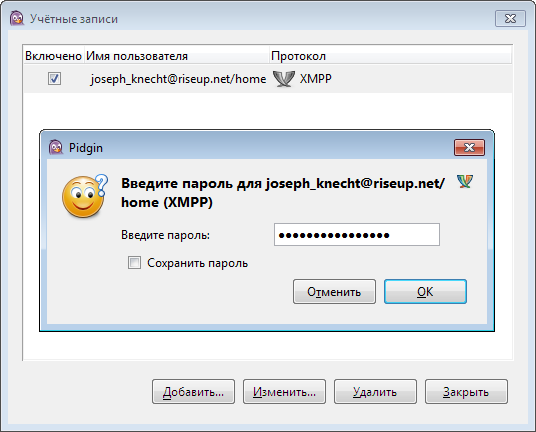 Учётные записи
Включено Имя пользователя Протокол
joseph_knecht@riseup.net/home XMPP
Pidgin
Введите пароль для joseph_knecht@riseup.net/
home (XMPP)
Введите пароль: ●●●●●●●●●●●●●●●●
Сохранить пароль
Отменить OK
Добавить... Изменить... Удалить Закрыть